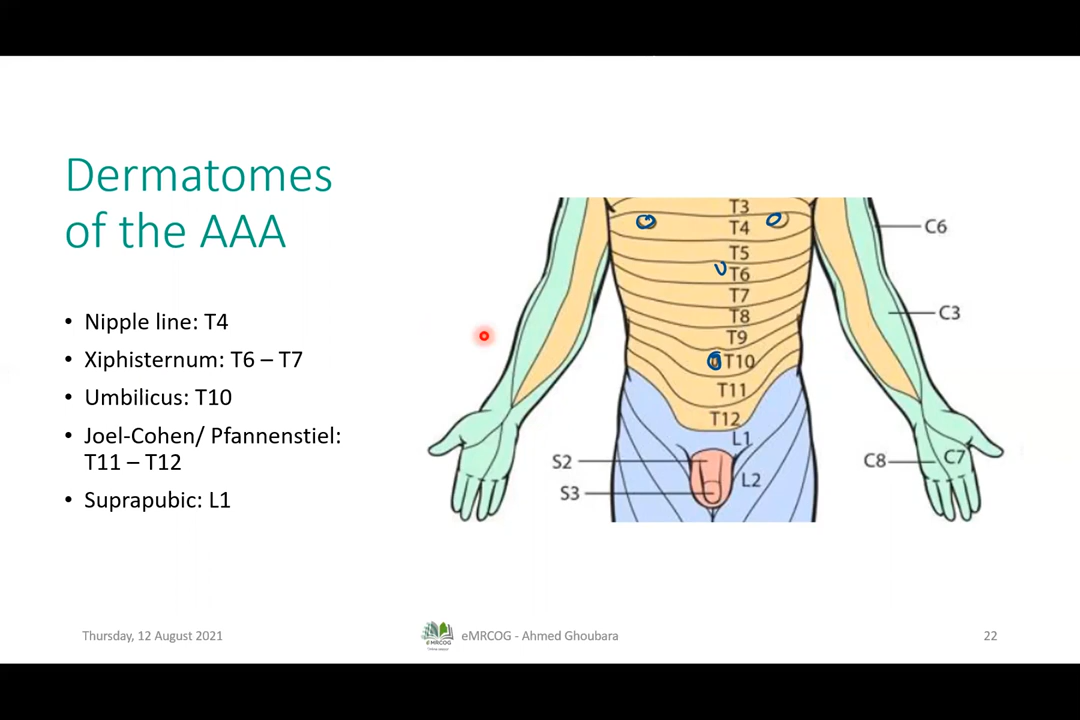 Dermatomes
of the AAA
• Nipple line: T4
• Xiphisternum: T6 – T7
• Umbilicus: T10
• Joel-Cohen/ Pfannenstiel:
T11 – T12
• Suprapubic: L1
T3
T4
T5
T6
T7
T8
T9
T10
T11
T12
L1
L2
S2
S3
C6
C3
C8
C7
Thursday, 12 August 2021
eMRCOG
eMRCOG - Ahmed Ghoubara
22